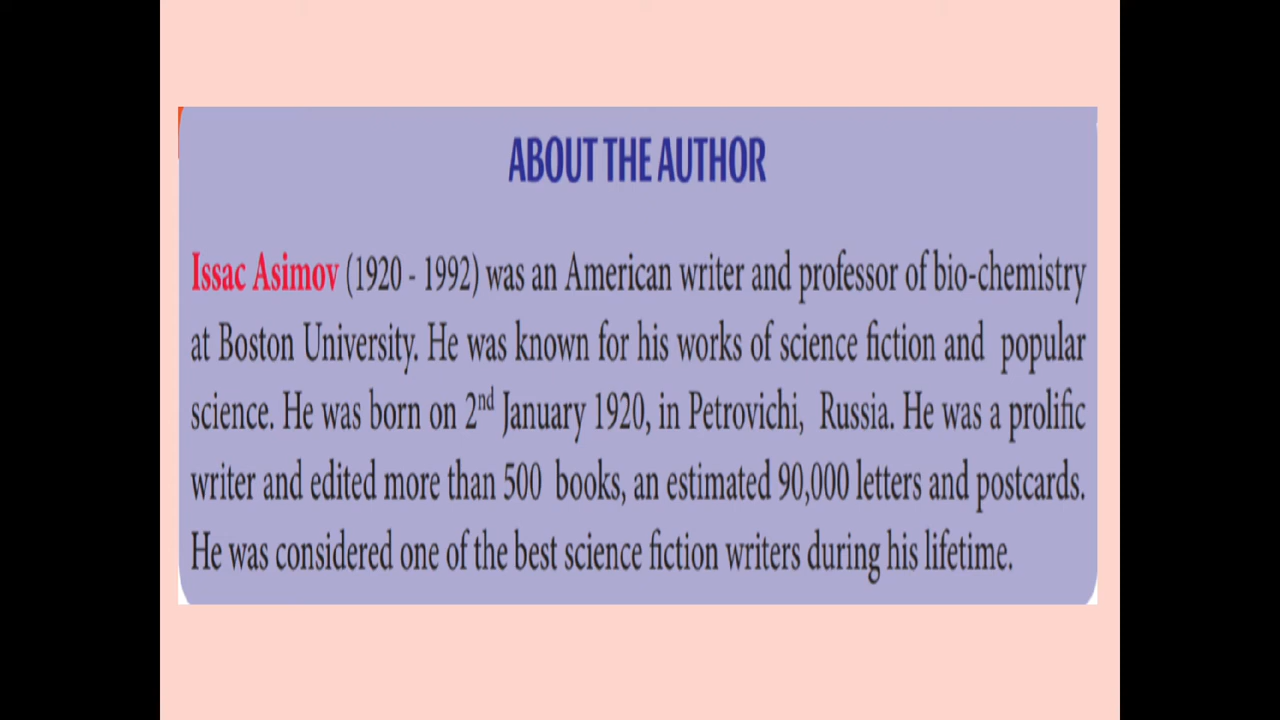 ABOUT THE AUTHOR
Issac Asimov (1920 - 1992) was an American writer and professor of bio-chemistry
at Boston University. He was known for his works of science fiction and popular
science. He was born on 2nd January 1920, in Petrovichi, Russia. He was a prolific
writer and edited more than 500 books, an estimated 90,000 letters and postcards.
He was considered one of the best science fiction writers during his lifetime.